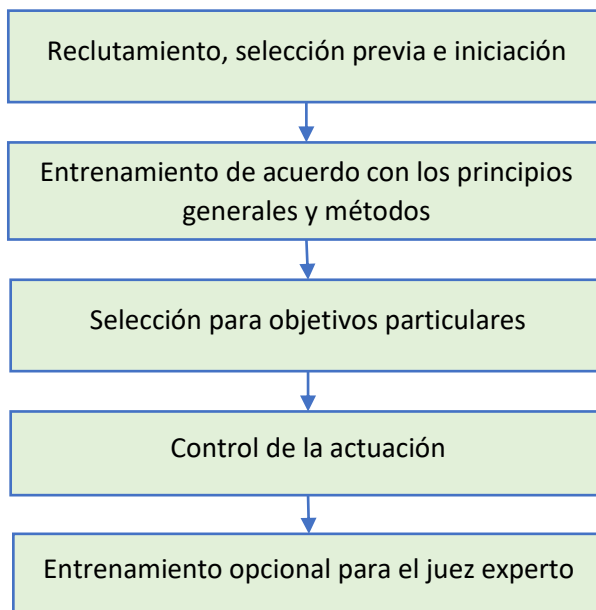 Reclutamiento, selección previa e iniciación
Entrenamiento de acuerdo con los principios
generales y métodos
Selección para objetivos particulares
Control de la actuación
Entrenamiento opcional para el juez experto